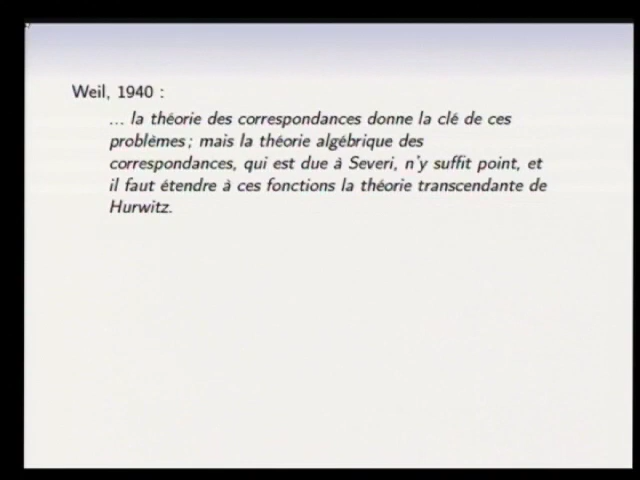 Weil, 1940 :
... la théorie des correspondances donne la clé de ces
problèmes ; mais la théorie algébrique des
correspondances, qui est due à Severi, n'y suffit point, et
il faut étendre à ces fonctions la théorie transcendante de
Hurwitz.